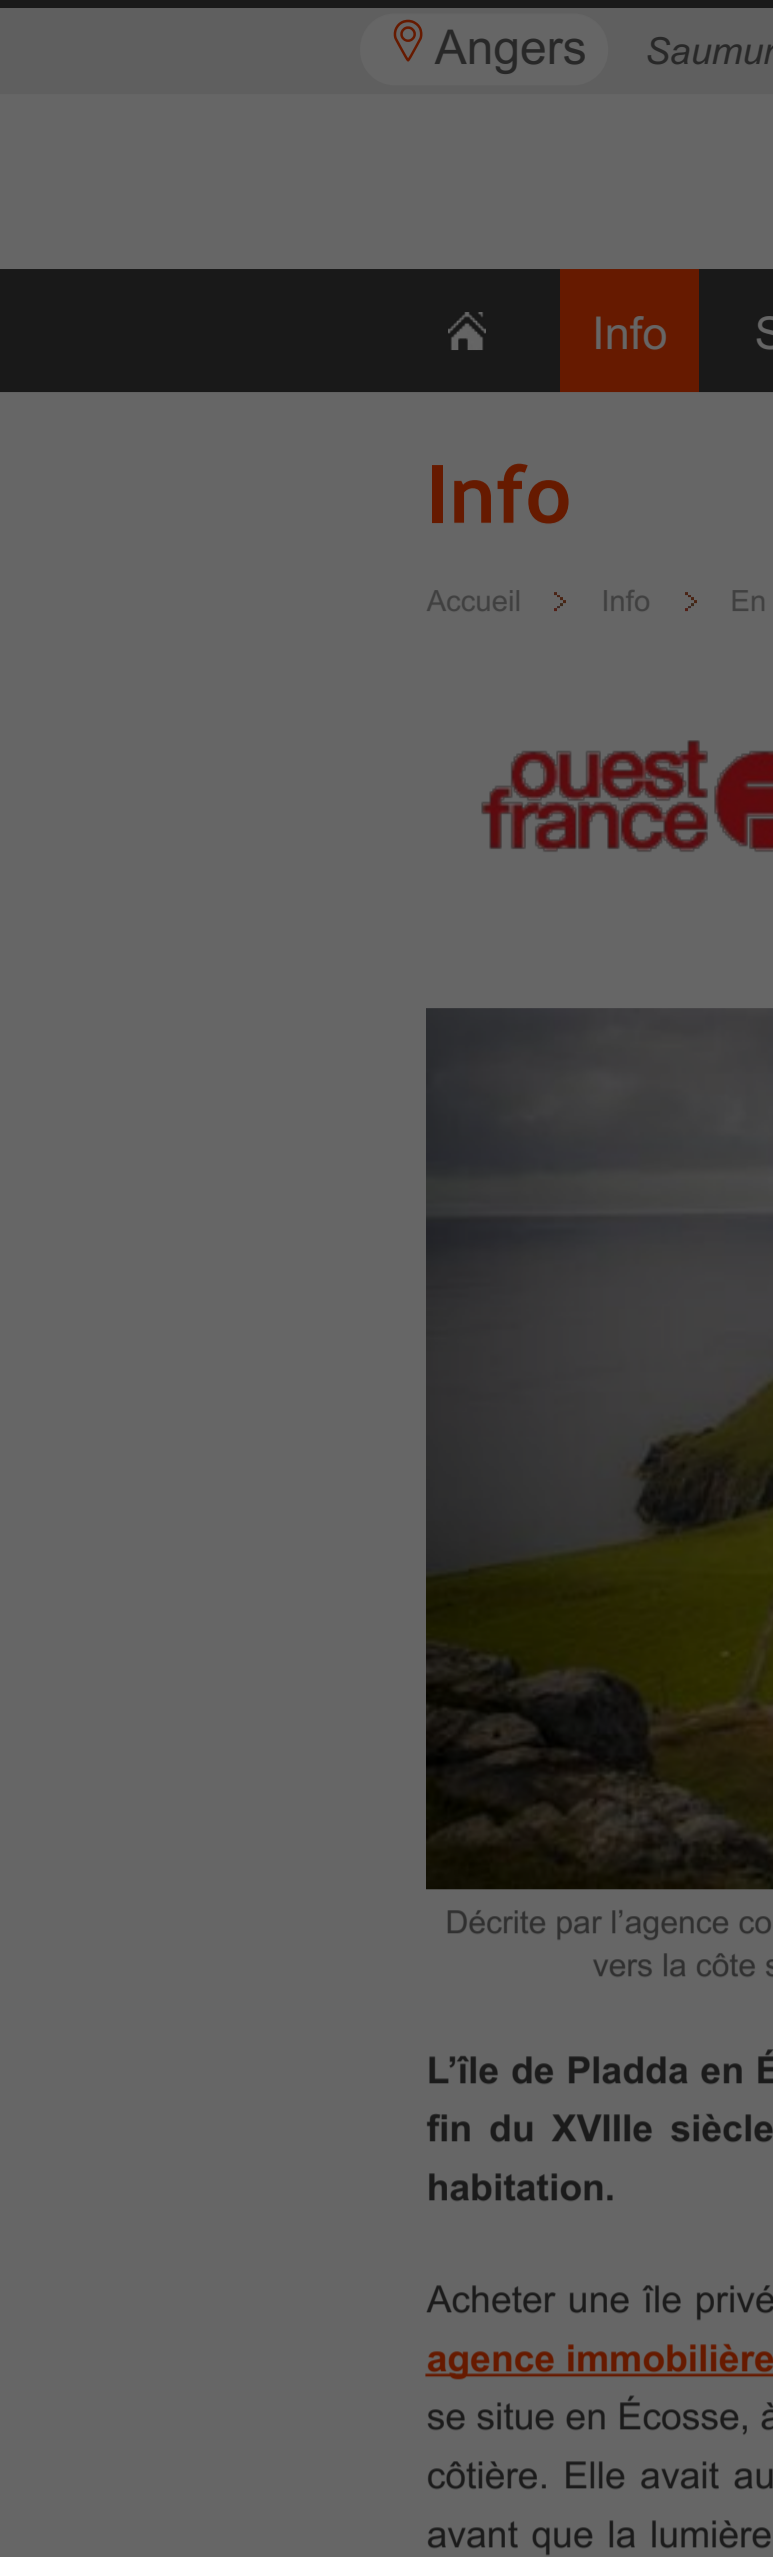 Angers Saumur
Info S
Info
Accueil > Info > En
ouest
france
Décrite par l’agence co
vers la côte s
L’île de Pladda en É
fin du XVIIIe siècle
habitation.
Acheter une île privé
agence immobilière
se situe en Écosse, à
côtière. Elle avait au
avant que la lumière